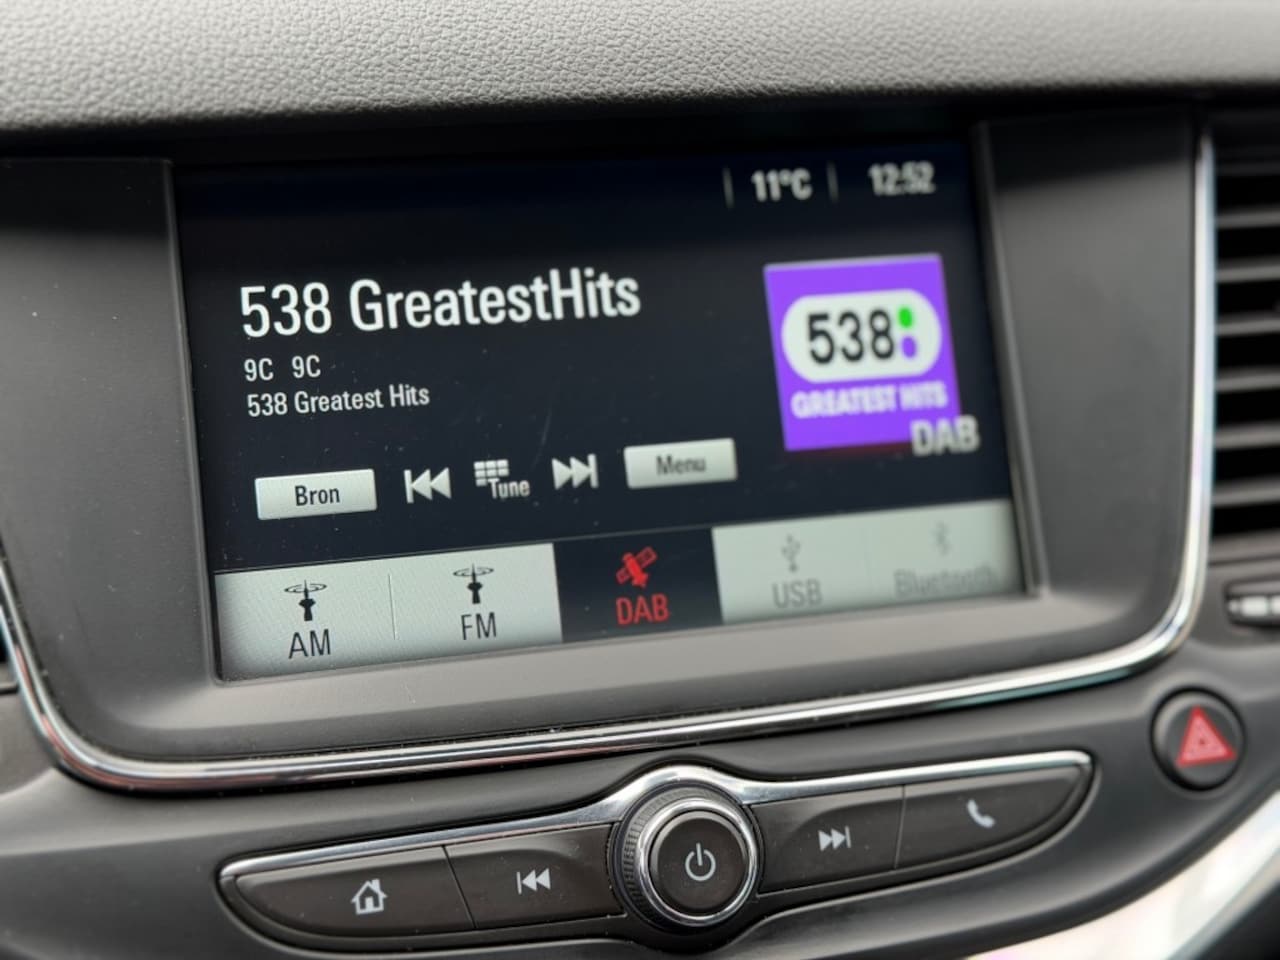 11°C 12:52
538 GreatestHits
9C 9C
538 Greatest Hits
538
GREATEST HITS
DAB
Bron
Tune
Menu
AM
FM
DAB
USB
Bluetooth